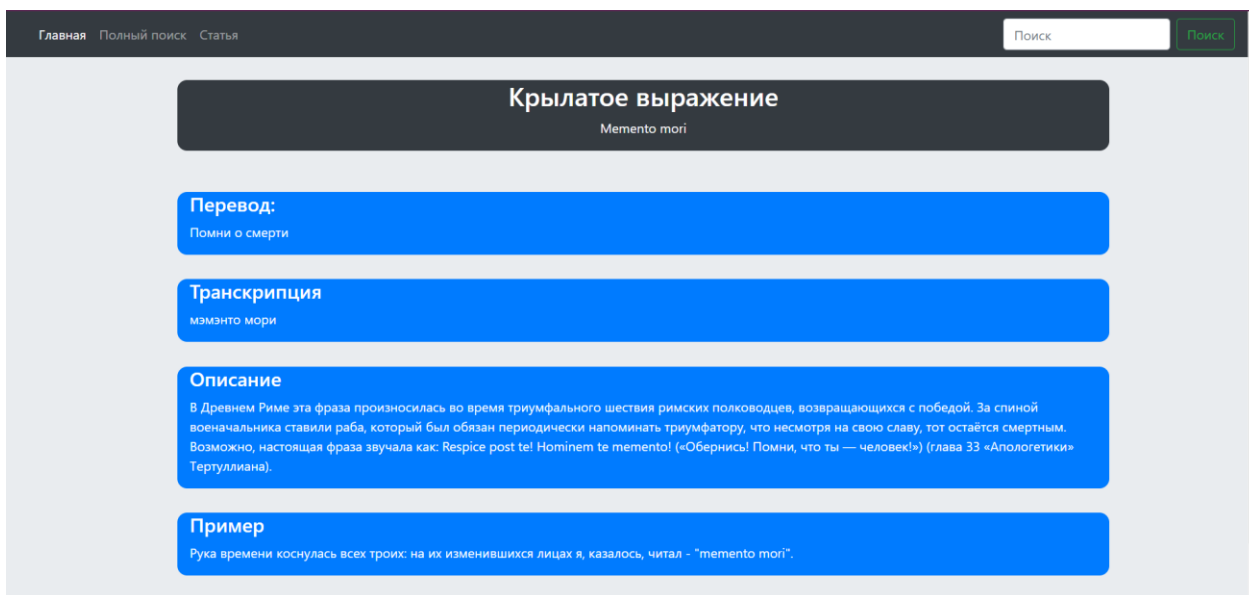 Главная Полный поиск Статья Поиск Поиск
Крылатое выражение
Memento mori
Перевод:
Помни о смерти
Транскрипция
мэмэнто мори
Описание
В Древнем Риме эта фраза произносилась во время триумфального шествия римских полководцев, возвращающихся с победой. За спиной
военачальника ставили раба, который был обязан периодически напоминать триумфатору, что несмотря на свою славу, тот остаётся смертным.
Возможно, настоящая фраза звучала как: Respice post te! Hominem te memento! («Обернись! Помни, что ты — человек!») (глава 33 «Апологетики»
Тертуллиана).
Пример
Рука времени коснулась всех троих: на их изменившихся лицах я, казалось, читал - "memento mori".